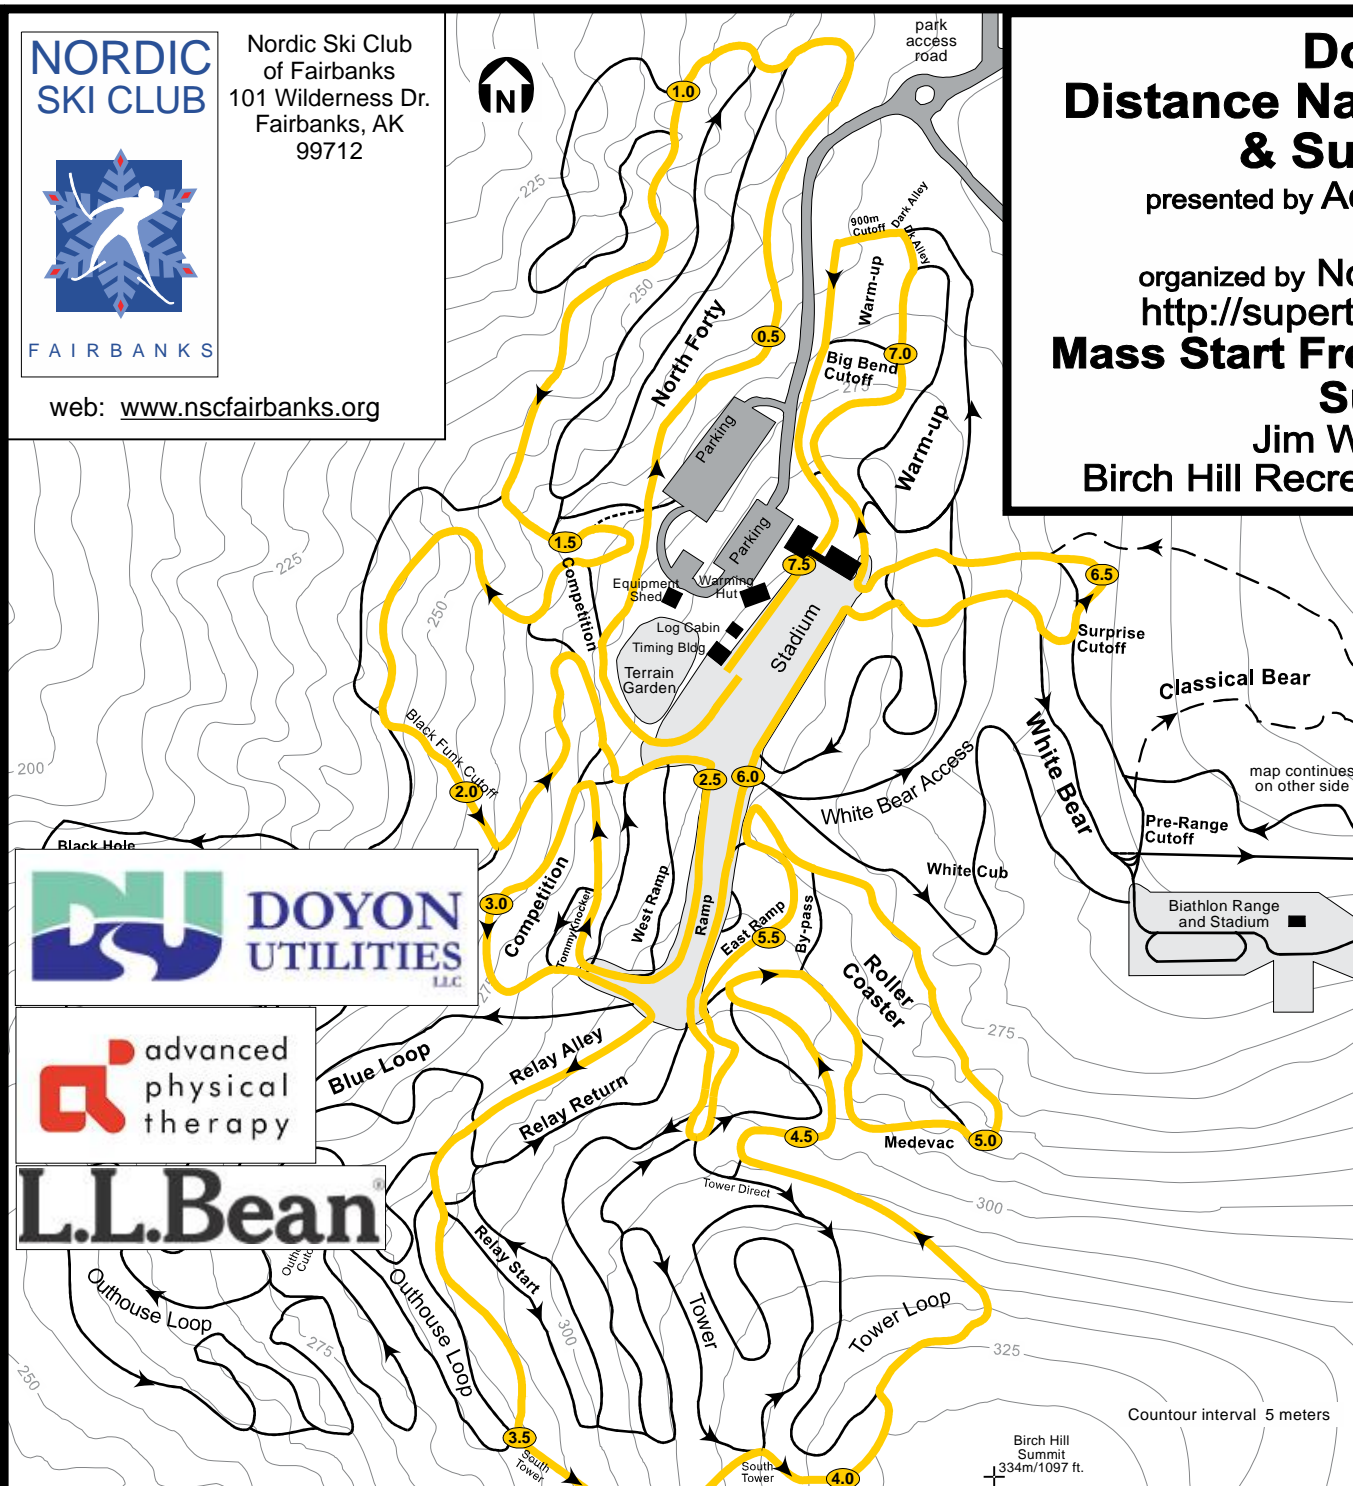 NORDIC
SKI CLUB
FAIRBANKS
Nordic Ski Club
of Fairbanks
101 Wilderness Dr.
Fairbanks, AK
99712
web: www.nscfairbanks.org
N
park
access
road
Distance Na
& Su
presented by
organized by
http://supert
Mass Start Fre
Jim W
Birch Hill Recre
225
250
1.0
0.5
North Forty
900m
Cutoff
Dark Alley
Dk Alley
Warm-up
Big Bend
Cutoff
7.0
275
Warm-up
Parking
Parking
225
250
1.5
Competition
Equipment
Shed
Warming
Hut
7.5
Log Cabin
Timing Bldg
Terrain
Garden
Stadium
6.5
Surprise
Cutoff
Classical Bear
White Bear
map continues
on other side
200
Black Funk Cutoff
2.0
2.5
6.0
White Bear Access
Pre-Range
Cutoff
White Cub
Biathlon Range
and Stadium
Black Hole
DOYON
UTILITIES
LLC
3.0
Competition
TommyKnocker
West Ramp
Ramp
East Ramp
5.5
By-pass
Roller
Coaster
275
275
advanced
physical
therapy
Blue Loop
Relay Alley
Relay Return
4.5
Medevac
5.0
L.L.Bean
Tower Direct
300
Relay Start
Outhouse Loop
Outhouse Loop
275
250
300
Tower
Tower Loop
325
Countour interval 5 meters
3.5
South
Tower
South
Tower
4.0
Birch Hill
Summit
334m/1097 ft.